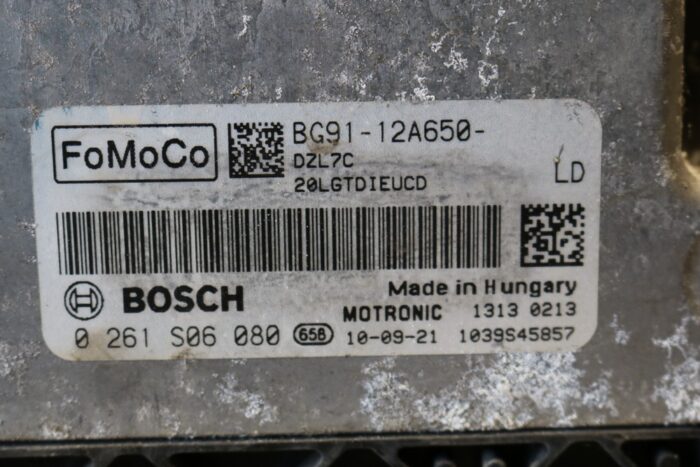 FoMoCo
BG91-12A650-
DZL7C
LD
20LGTDIEUCD
BOSCH
Made in Hungary
MOTRONIC 1313 0213
0 261 S06 080 658 10-09-21 1039S45857